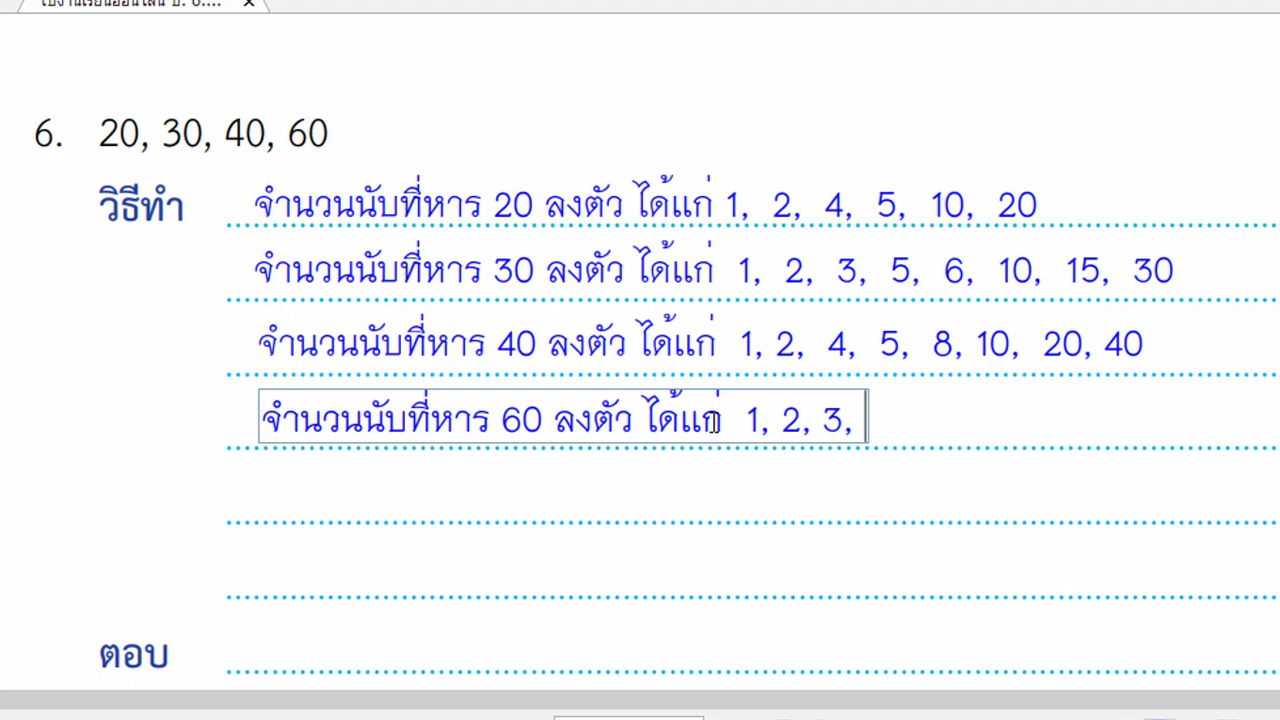 6. 20, 30, 40, 60
วิธีทำ จำนวนนับที่หาร 20 ลงตัว ได้แก่ 1, 2, 4, 5, 10, 20
จำนวนนับที่หาร 30 ลงตัว ได้แก่ 1, 2, 3, 5, 6, 10, 15, 30
จำนวนนับที่หาร 40 ลงตัว ได้แก่ 1, 2, 4, 5, 8, 10, 20, 40
จำนวนนับที่หาร 60 ลงตัว ได้แก่ 1, 2, 3,
ตอบ